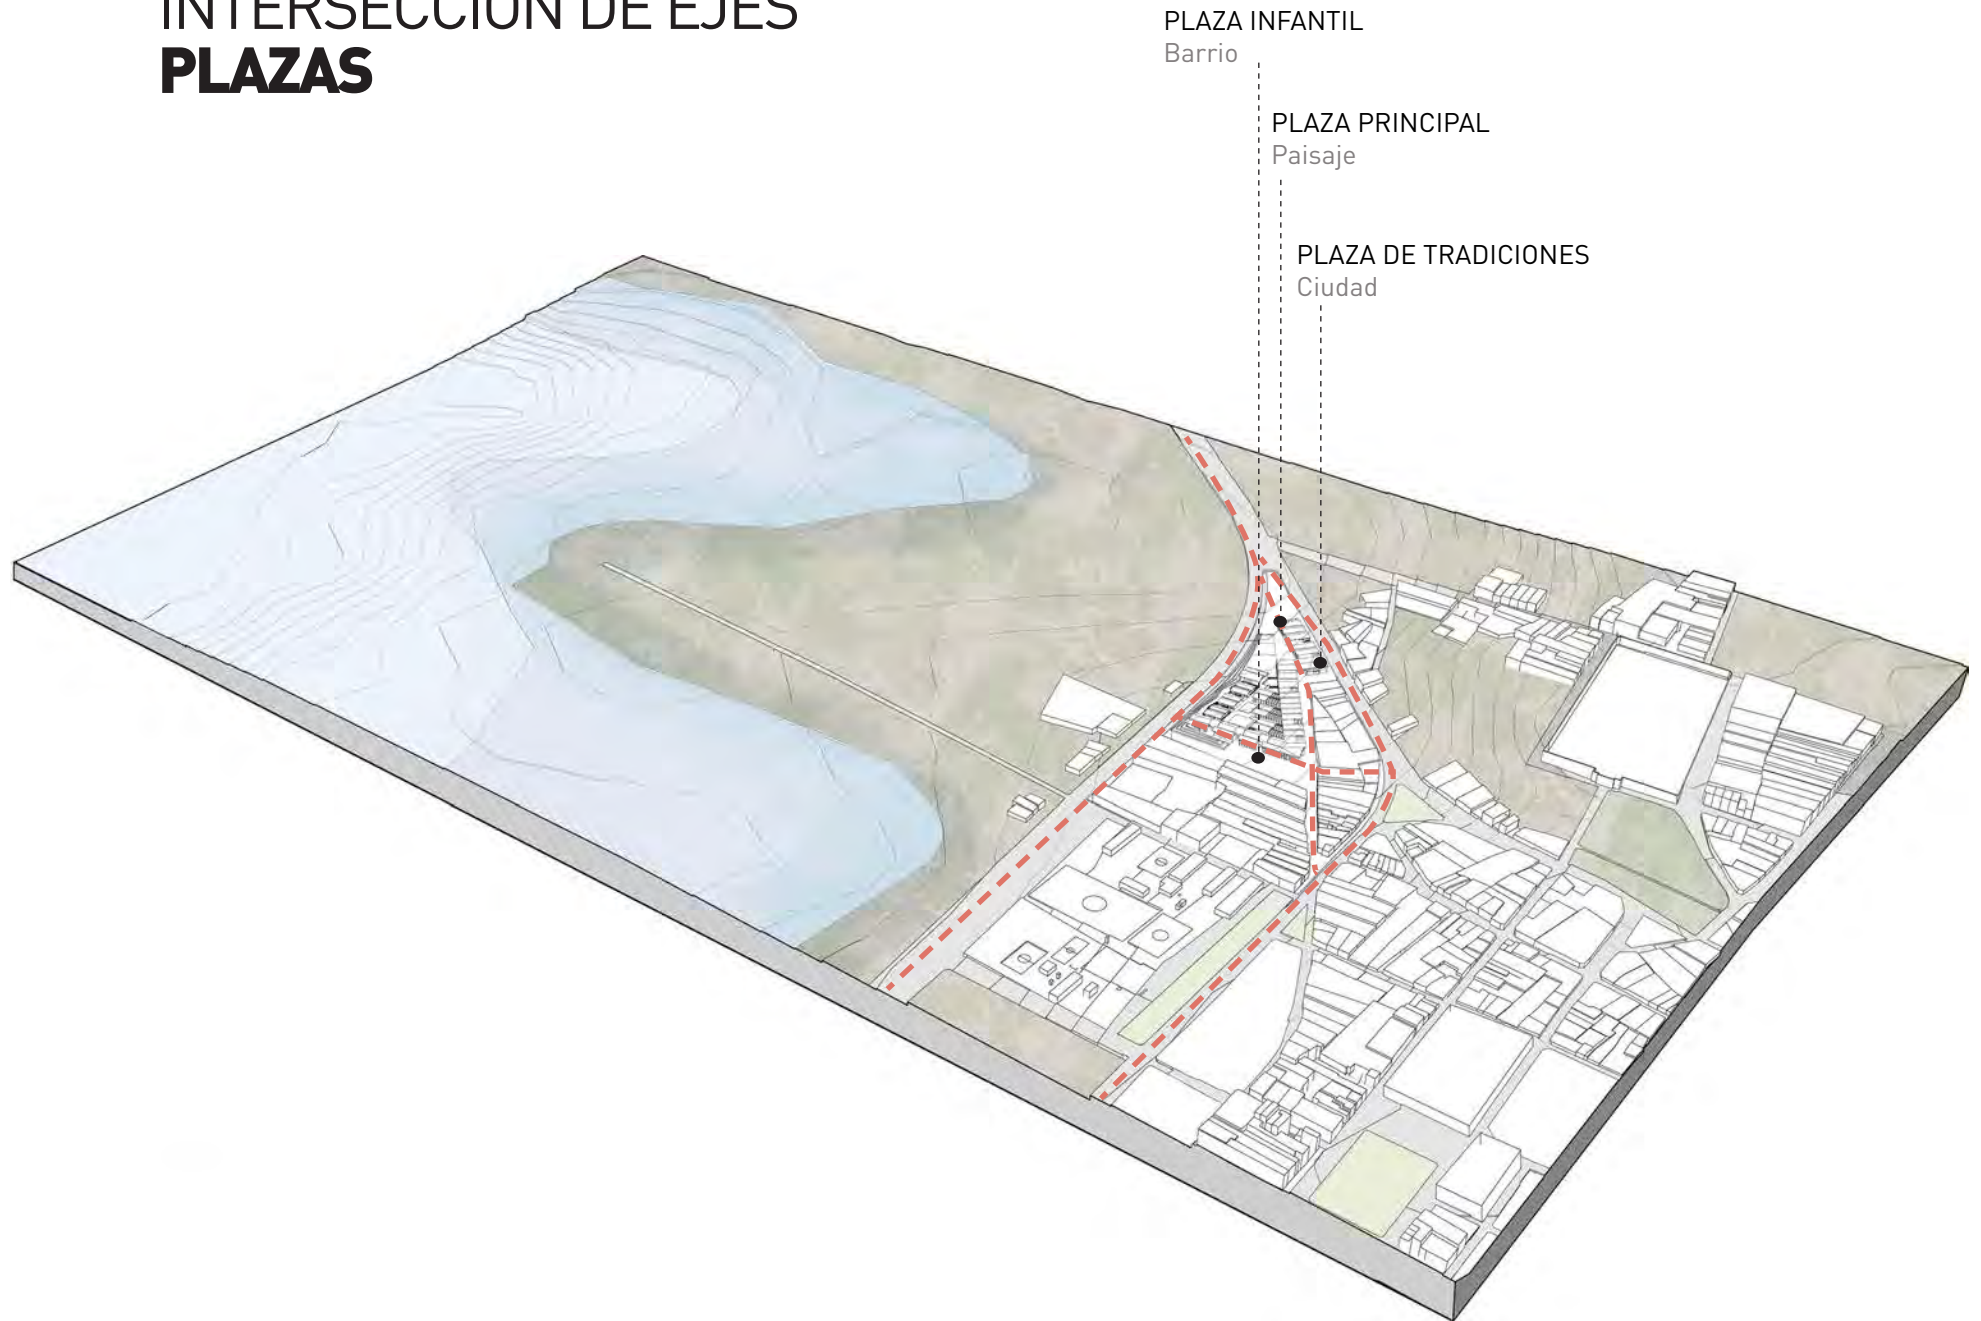 INTERSECCIÓN DE EJES
PLAZAS
PLAZA INFANTIL
Barrio
PLAZA PRINCIPAL
Paisaje
PLAZA DE TRADICIONES
Ciudad